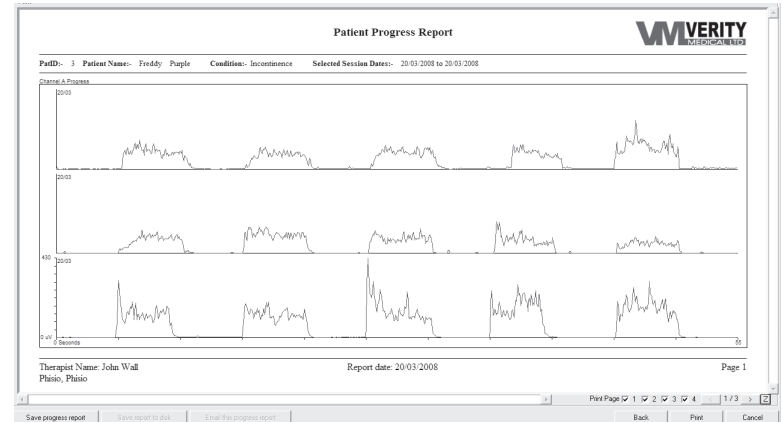 Patient Progress Report
VM VERITY
MEDICAL LTD
PatID:- 3 Patient Name:- Freddy Purple Condition:- Incontinence Selected Session Dates:- 20/03/2008 to 20/03/2008
Channel A Progress
20/03
20/03
430
20/03
0 uV
0 Seconds
65
Therapist Name: John Wall Report date: 20/03/2008 Page 1
Phisio, Phisio
Print Page 1 2 3 4 < 1 / 3 > Z
Save progress report Save report to disk Email this progress report Back Print Cancel